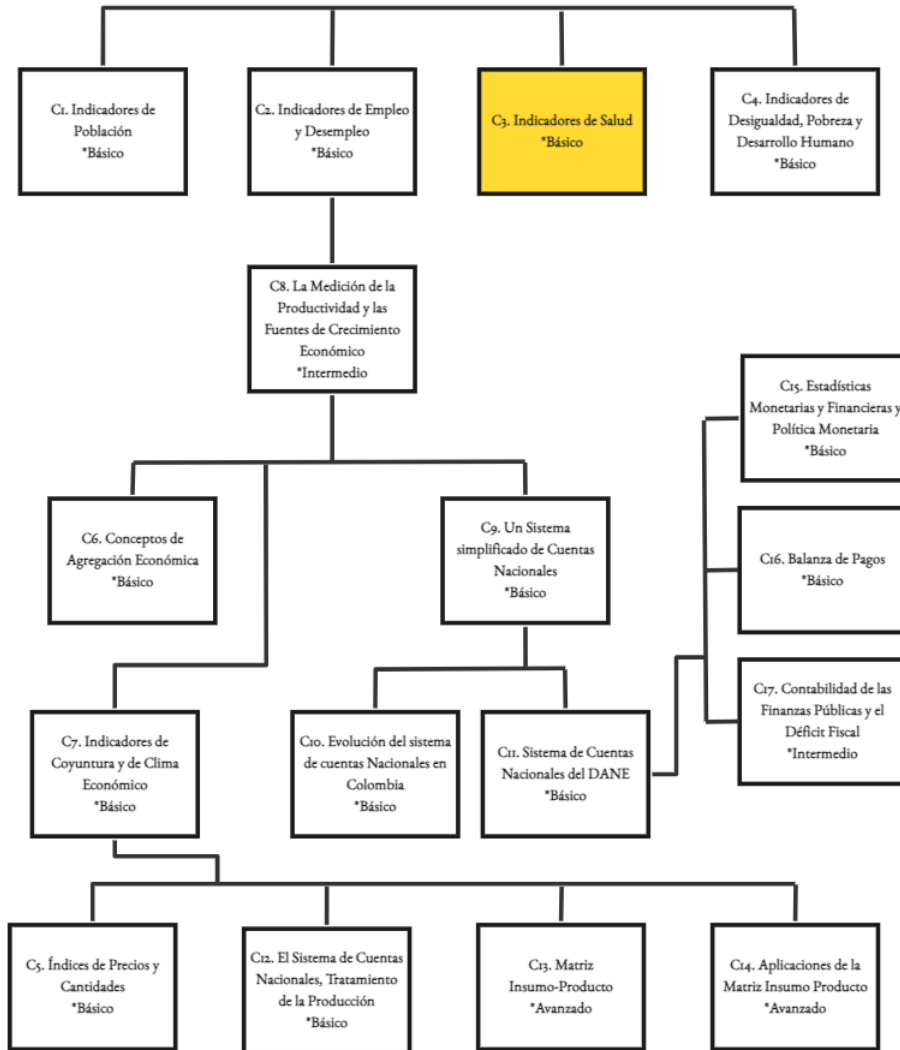 C1. Indicadores de
Población
*Básico
C2. Indicadores de Empleo
y Desempleo
*Básico
C3. Indicadores de Salud
*Básico
C4. Indicadores de
Desigualdad, Pobreza y
Desarrollo Humano
*Básico
C8. La Medición de la
Productividad y las
Fuentes de Crecimiento
Económico
*Intermedio
C15. Estadísticas
Monetarias y Financieras y
Política Monetaria
*Básico
C6. Conceptos de
Agregación Económica
*Básico
C9. Un Sistema
simplificado de Cuentas
Nacionales
*Básico
C16. Balanza de Pagos
*Básico
C17. Contabilidad de las
Finanzas Públicas y el
Déficit Fiscal
*Intermedio
C7. Indicadores de
Coyuntura y de Clima
Económico
*Básico
C10. Evolución del sistema
de cuentas Nacionales en
Colombia
*Básico
C11. Sistema de Cuentas
Nacionales del DANE
*Básico
C5. Índices de Precios y
Cantidades
*Básico
C12. El Sistema de Cuentas
Nacionales, Tratamiento
de la Producción
*Básico
C13. Matriz
Insumo-Producto
*Avanzado
C14. Aplicaciones de la
Matriz Insumo Producto
*Avanzado